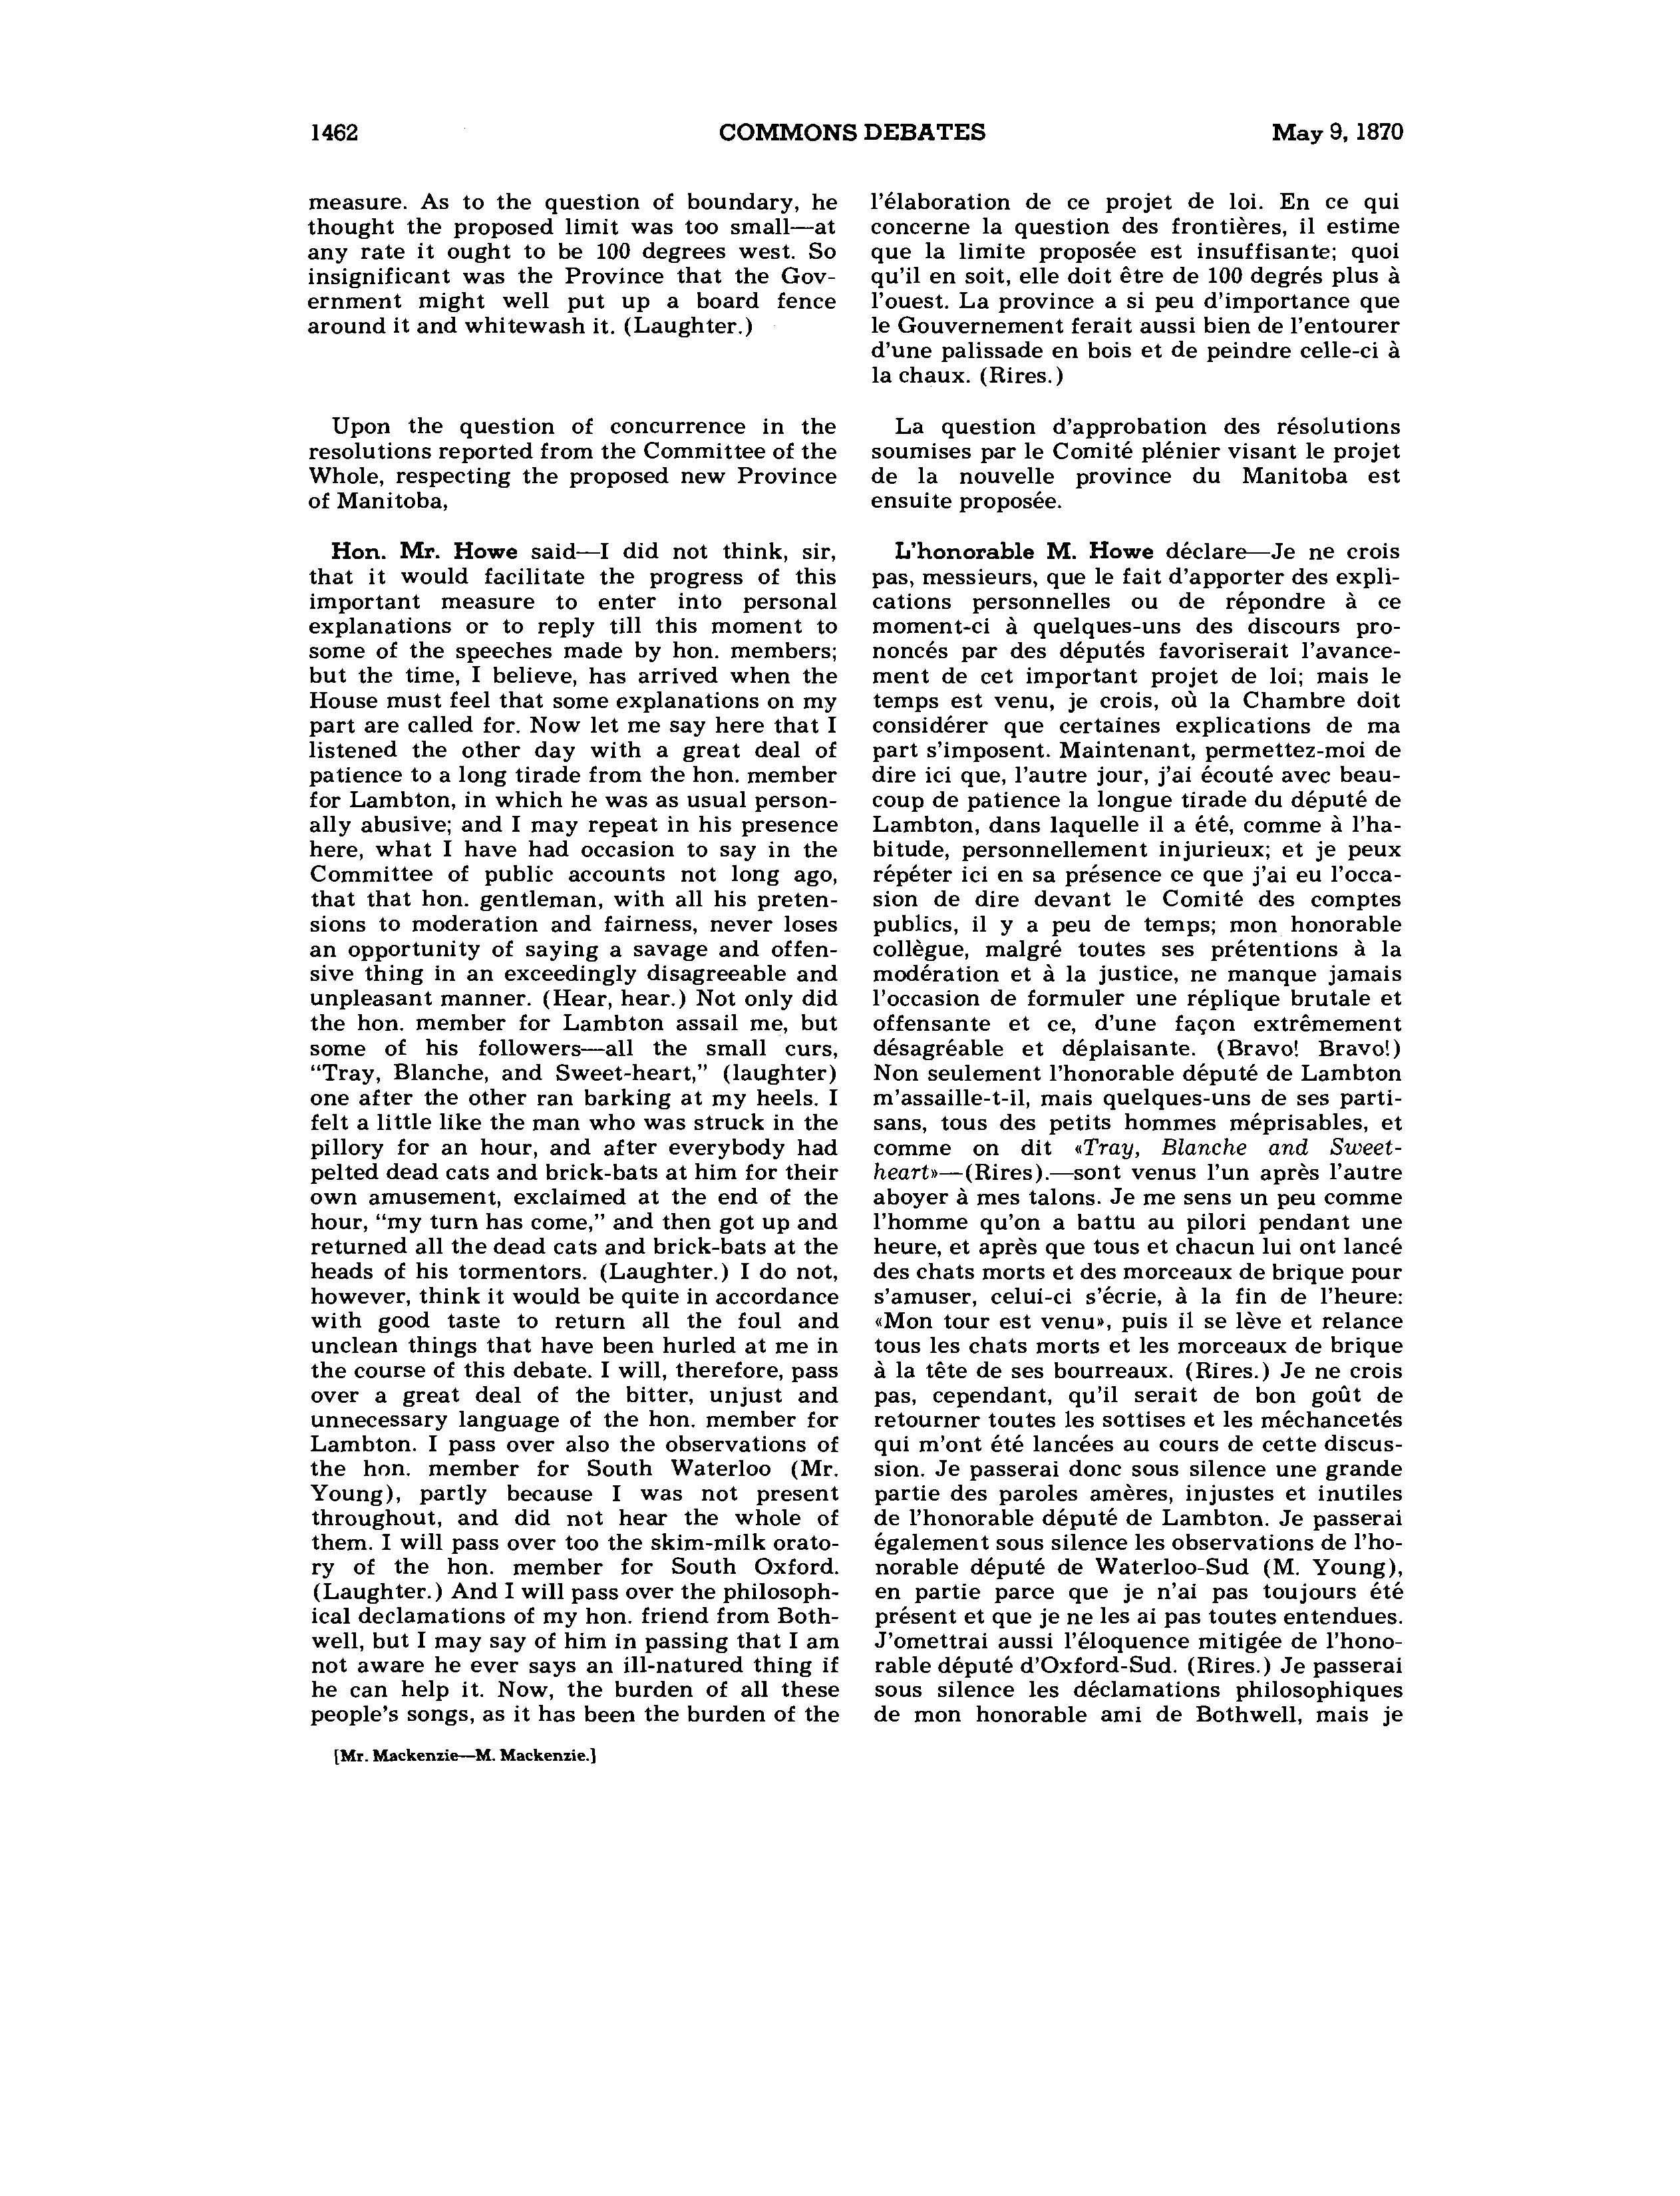 1462 COMMONS DEBATES May 9, 1870
measure. As to the question of boundary, he
thought the proposed limit was too small—at
any rate it ought to be 100 degrees west. So
insignificant was the Province that the Gov-
ernment might well put up a board fence
around it and whitewash it. (Laughter.)
Upon the question of concurrence in the
resolutions reported from the Committee of the
Whole, respecting the proposed new Province
of Manitoba,
Hon. Mr. Howe said—I did not think, sir,
that it would facilitate the progress of this
important measure to enter into personal
explanations or to reply till this moment to
some of the speeches made by hon. members;
but the time, I believe, has arrived when the
House must feel that some explanations on my
part are called for. Now let me say here that I
listened the other day with a great deal of
patience to a long tirade from the hon. member
for Lambton, in which he was as usual person-
ally abusive; and I may repeat in his presence
here, what I have had occasion to say in the
Committee of public accounts not long ago,
that that hon. gentleman, with all his preten-
sions to moderation and fairness, never loses
an opportunity of saying a savage and offen-
sive thing in an exceedingly disagreeable and
unpleasant manner. (Hear, hear.) Not only did
the hon. member for Lambton assail me, but
some of his followers—all the small curs,
“Tray, Blanche, and Sweet-heart,” (laughter)
one after the other ran barking at my heels. I
felt a little like the man who was struck in the
pillory for an hour, and after everybody had
pelted dead cats and brick-bats at him for their
own amusement, exclaimed at the end of the
hour, “my turn has come,” and then got up and
returned all the dead cats and brick-bats at the
heads of his tormentors. (Laughter.) I do not,
however, think it would be quite in accordance
with good taste to return all the foul and
unclean things that have been hurled at me in
the course of this debate. I will, therefore, pass
over a great deal of the bitter, unjust and
unnecessary language of the hon. member for
Lambton. I pass over also the observations of
the hon. member for South Waterloo (Mr.
Young), partly because I was not present
throughout, and did not hear the whole of
them. I will pass over too the skim-milk orato-
ry of the hon. member for South Oxford.
(Laughter.) And I will pass over the philosoph-
ical declamations of my hon. friend from Both-
well, but I may say of him in passing that I am
not aware he ever says an ill-natured thing if
he can help it. Now, the burden of all these
people’s songs, as it has been the burden of the
l’élaboration de ce projet de loi. En ce qui
concerne la question des frontières, il estime
que la limite proposée est insuffisante; quoi
qu’il en soit, elle doit être de 100 degrés plus à
l’ouest. La province a si peu d’importance que
le Gouvernement ferait aussi bien de l’entourer
d’une palissade en bois et de peindre celle-ci à
la chaux. (Rires.)
La question d’approbation des résolutions
soumises par le Comité plénier visant le projet
de la nouvelle province du Manitoba est
ensuite proposée.
L’honorable M. Howe déclare—Je ne crois
pas, messieurs, que le fait d’apporter des expli-
cations personnelles ou de répondre à ce
moment-ci à quelques-uns des discours pro-
noncés par des députés favoriserait l’avance-
ment de cet important projet de loi; mais le
temps est venu, je crois, où la Chambre doit
considérer que certaines explications de ma
part s’imposent. Maintenant, permettez-moi de
dire ici que, l’autre jour, j’ai écouté avec beau-
coup de patience la longue tirade du député de
Lambton, dans laquelle il a été, comme à l’ha-
bitude, personnellement injurieux; et je peux
répéter ici en sa présence ce que j’ai eu l’occa-
sion de dire devant le Comité des comptes
publics, il y a peu de temps; mon honorable
collègue, malgré toutes ses prétentions à la
modération et à la justice, ne manque jamais
l’occasion de formuler une réplique brutale et
offensante et ce, d’une façon extrêmement
désagréable et déplaisante. (Bravo! Bravo!)
Non seulement l’honorable député de Lambton
m’assaille-t-il, mais quelques-uns de ses parti-
sans, tous des petits hommes méprisables, et
comme on dit «Tray, Blanche and Sweet-
heart»—(Rires).—sont venus l’un après l’autre
aboyer à mes talons. Je me sens un peu comme
l’homme qu’on a battu au pilori pendant une
heure, et après que tous et chacun lui ont lancé
des chats morts et des morceaux de brique pour
s’amuser, celui-ci s’écrie, à la fin de l’heure:
«Mon tour est venu», puis il se lève et relance
tous les chats morts et les morceaux de brique
à la tête de ses bourreaux. (Rires.) Je ne crois
pas, cependant, qu’il serait de bon goût de
retourner toutes les sottises et les méchancetés
qui m’ont été lancées au cours de cette discus-
sion. Je passerai donc sous silence une grande
partie des paroles amères, injustes et inutiles
de l’honorable député de Lambton. Je passerai
également sous silence les observations de l’ho-
norable député de Waterloo-Sud (M. Young),
en partie parce que je n’ai pas toujours été
présent et que je ne les ai pas toutes entendues.
J’omettrai aussi l’éloquence mitigée de l’hono-
rable député d’Oxford-Sud. (Rires.) Je passerai
sous silence les déclamations philosophiques
de mon honorable ami de Bothwell, mais je
[Mr. Mackenzie—M. Mackenzie.]